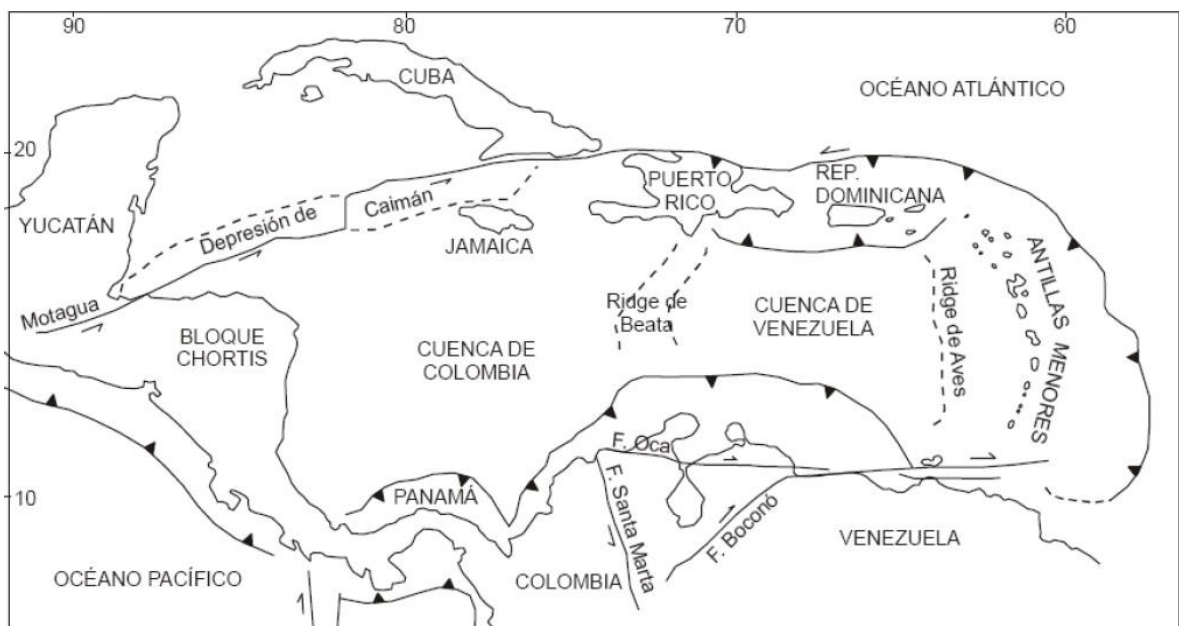 90
80
70
60
CUBA
OCÉANO ATLÁNTICO
20
PUERTO
RICO
REP.
DOMINICANA
YUCATÁN
Depresión de
Caimán
JAMAICA
ANTILLAS MENORES
Motagua
BLOQUE
CHORTIS
CUENCA DE
COLOMBIA
Ridge de
Beata
CUENCA DE
VENEZUELA
Ridge de Aves
F. Oca
10
PANAMÁ
F. Santa Marta
F. Boconó
VENEZUELA
OCÉANO PACÍFICO
COLOMBIA